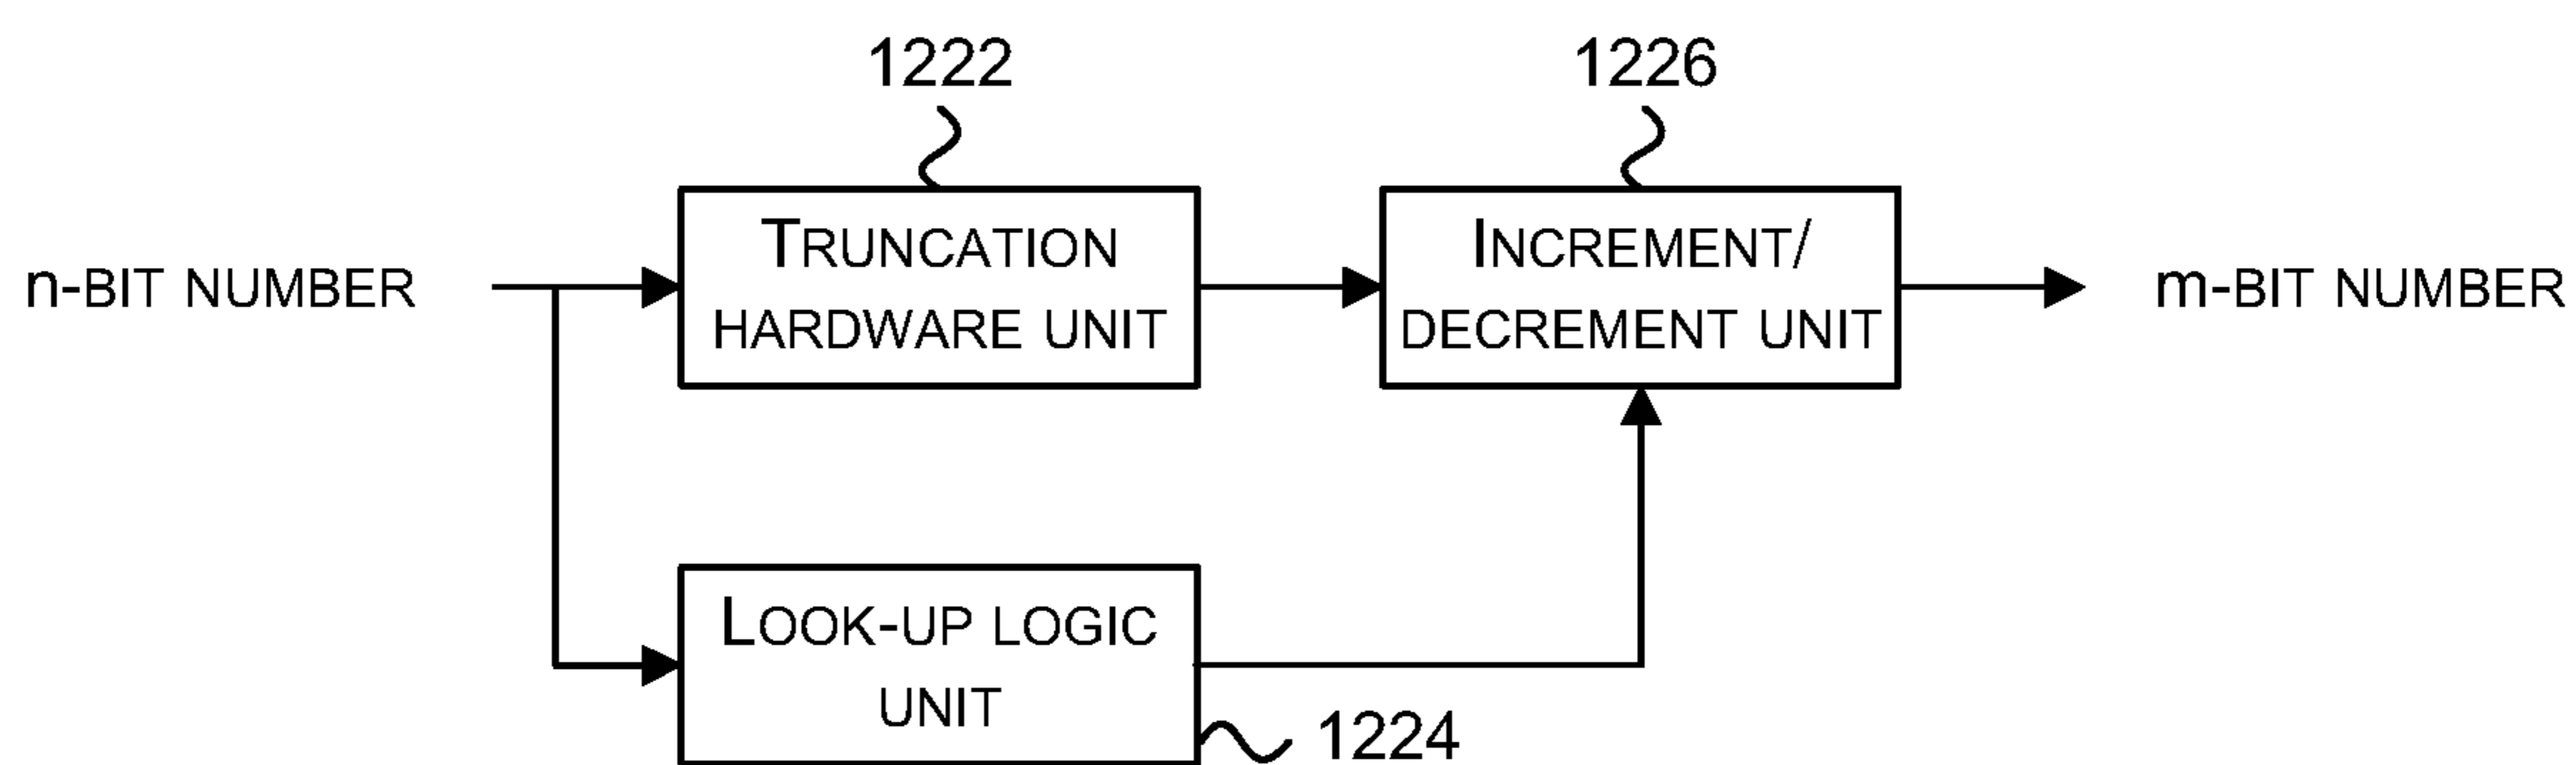 1222
1226
n-BIT NUMBER
TRUNCATION
HARDWARE UNIT
INCREMENT/
DECREMENT UNIT
m-BIT NUMBER
LOOK-UP LOGIC
UNIT
1224